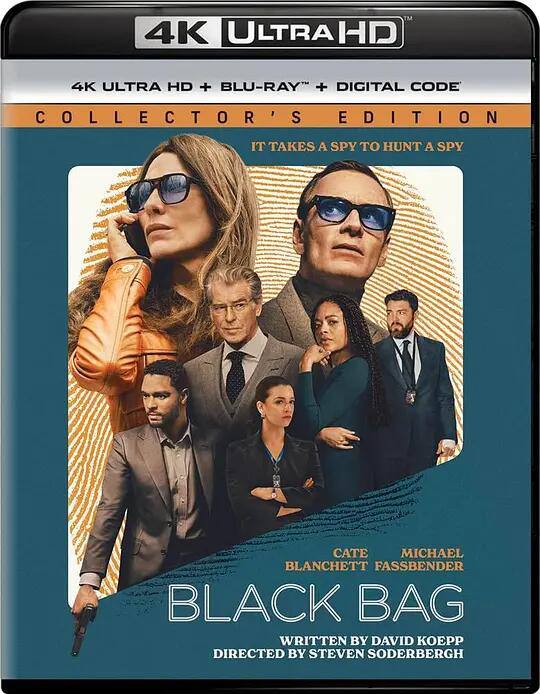 4K ULTRA HD™
4K ULTRA HD + BLU-RAY™ + DIGITAL CODE
COLLECTOR'S EDITION
IT TAKES A SPY TO HUNT A SPY
CATE BLANCHETT
MICHAEL FASSBENDER
BLACK BAG
WRITTEN BY DAVID KOEPP
DIRECTED BY STEVEN SODERBERGH